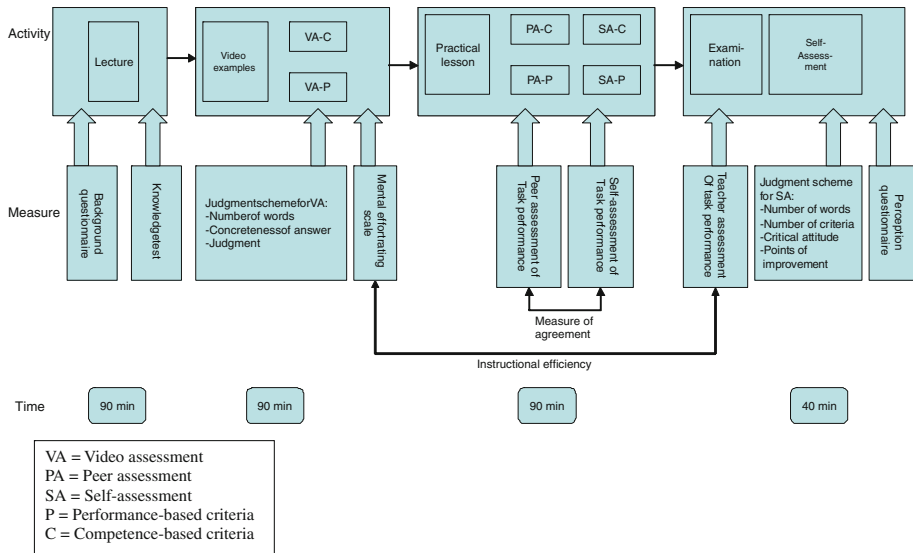 Activity
Lecture
Video
examples
VA-C
VA-P
Practical
lesson
PA-C
SA-C
PA-P
SA-P
Exami-
nation
Self-
Assess-
ment
Measure
Background
questionnaire
Knowledgetest
JudgmentschemeforVA:
-Numberof words
-Concretenessof answer
-Judgment
Mental effortrating
scale
Peer assessment of
Task performance
Self-assessment of
Task performance
Teacher assessment
Of task performance
Judgment scheme
for SA:
-Number of words
-Number of criteria
-Critical attitude
-Points of
improvement
Perception
questionnaire
Measure of
agreement
Instructional efficiency
Time
90 min
90 min
90 min
40 min
VA = Video assessment
PA = Peer assessment
SA = Self-assessment
P = Performance-based criteria
C = Competence-based criteria